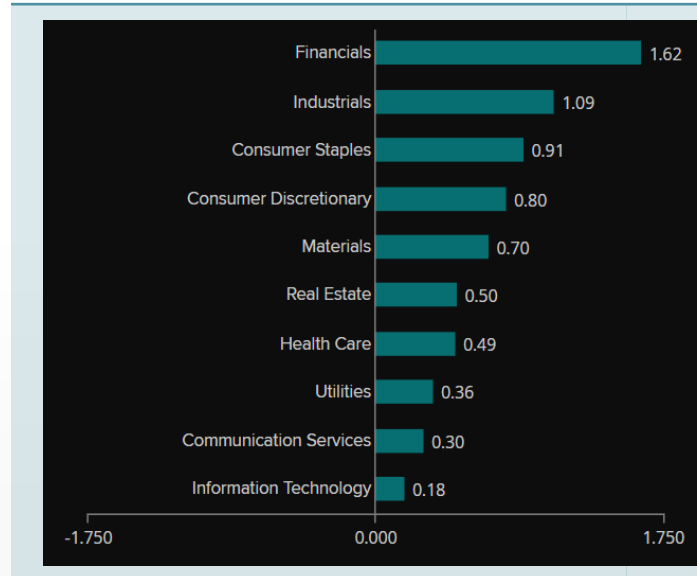 Financials 1.62
Industrials 1.09
Consumer Staples 0.91
Consumer Discretionary 0.80
Materials 0.70
Real Estate 0.50
Health Care 0.49
Utilities 0.36
Communication Services 0.30
Information Technology 0.18
-1.750 0.000 1.750